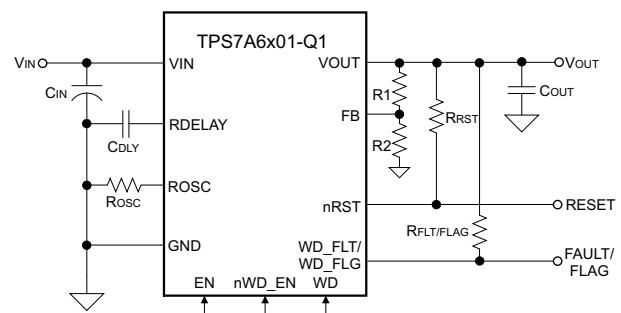 TPS7A6x01-Q1
VIN
VIN
VOUT
VOUT
CIN
R1
COUT
FB
RRST
RDELAY
CDLY
R2
ROSC
ROSC
nRST
RESET
RFLT/FLAG
GND
WD_FLT/
WD_FLG
FAULT/
FLAG
EN
nWD_EN
WD